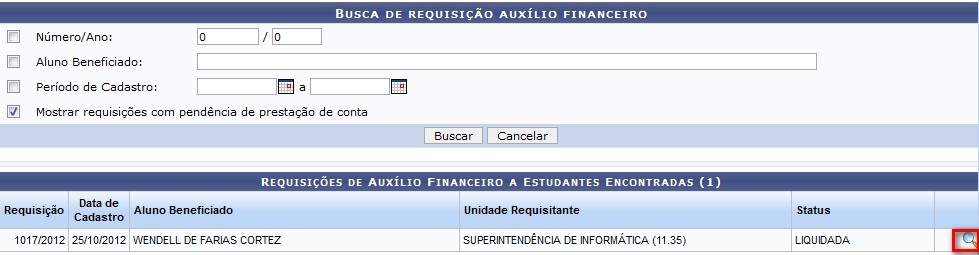 BUSCA DE REQUISIÇÃO AUXÍLIO FINANCEIRO
Número/Ano: 0 / 0
Aluno Beneficiado:
Período de Cadastro: a
Mostrar requisições com pendência de prestação de conta
Buscar Cancelar
REQUISIÇÕES DE AUXÍLIO FINANCEIRO A ESTUDANTES ENCONTRADAS (1)
Requisição Data de Cadastro Aluno Beneficiado Unidade Requisitante Status
1017/2012 25/10/2012 WENDELL DE FARIAS CORTEZ SUPERINTENDÊNCIA DE INFORMÁTICA (11.35) LIQUIDADA